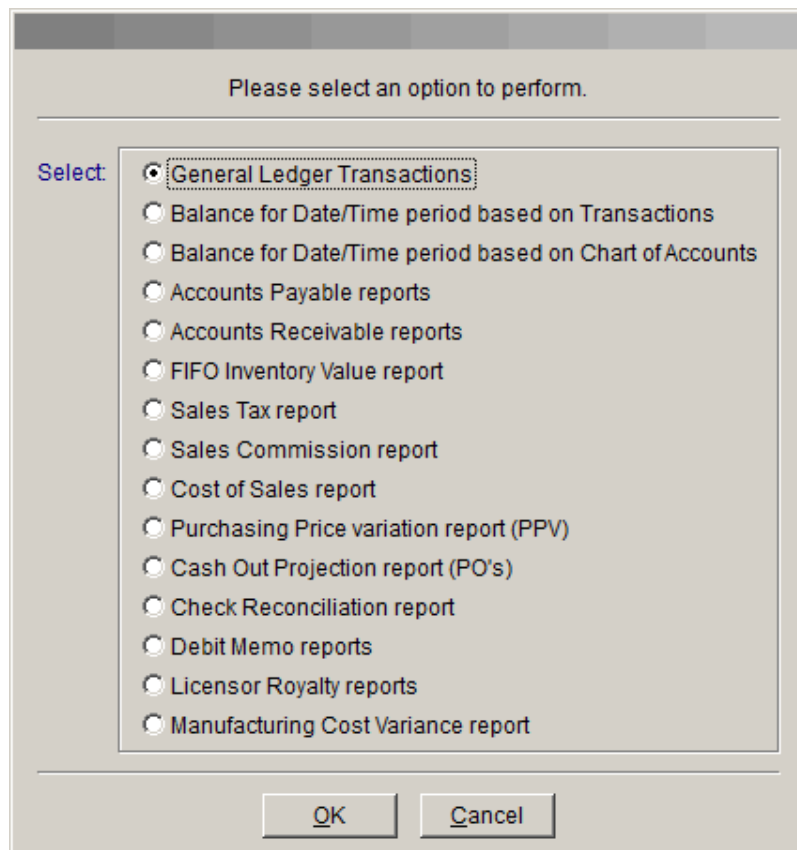 Please select an option to perform.
Select:
General Ledger Transactions
Balance for Date/Time period based on Transactions
Balance for Date/Time period based on Chart of Accounts
Accounts Payable reports
Accounts Receivable reports
FIFO Inventory Value report
Sales Tax report
Sales Commission report
Cost of Sales report
Purchasing Price variation report (PPV)
Cash Out Projection report (PO's)
Check Reconciliation report
Debit Memo reports
Licensor Royalty reports
Manufacturing Cost Variance report
OK
Cancel